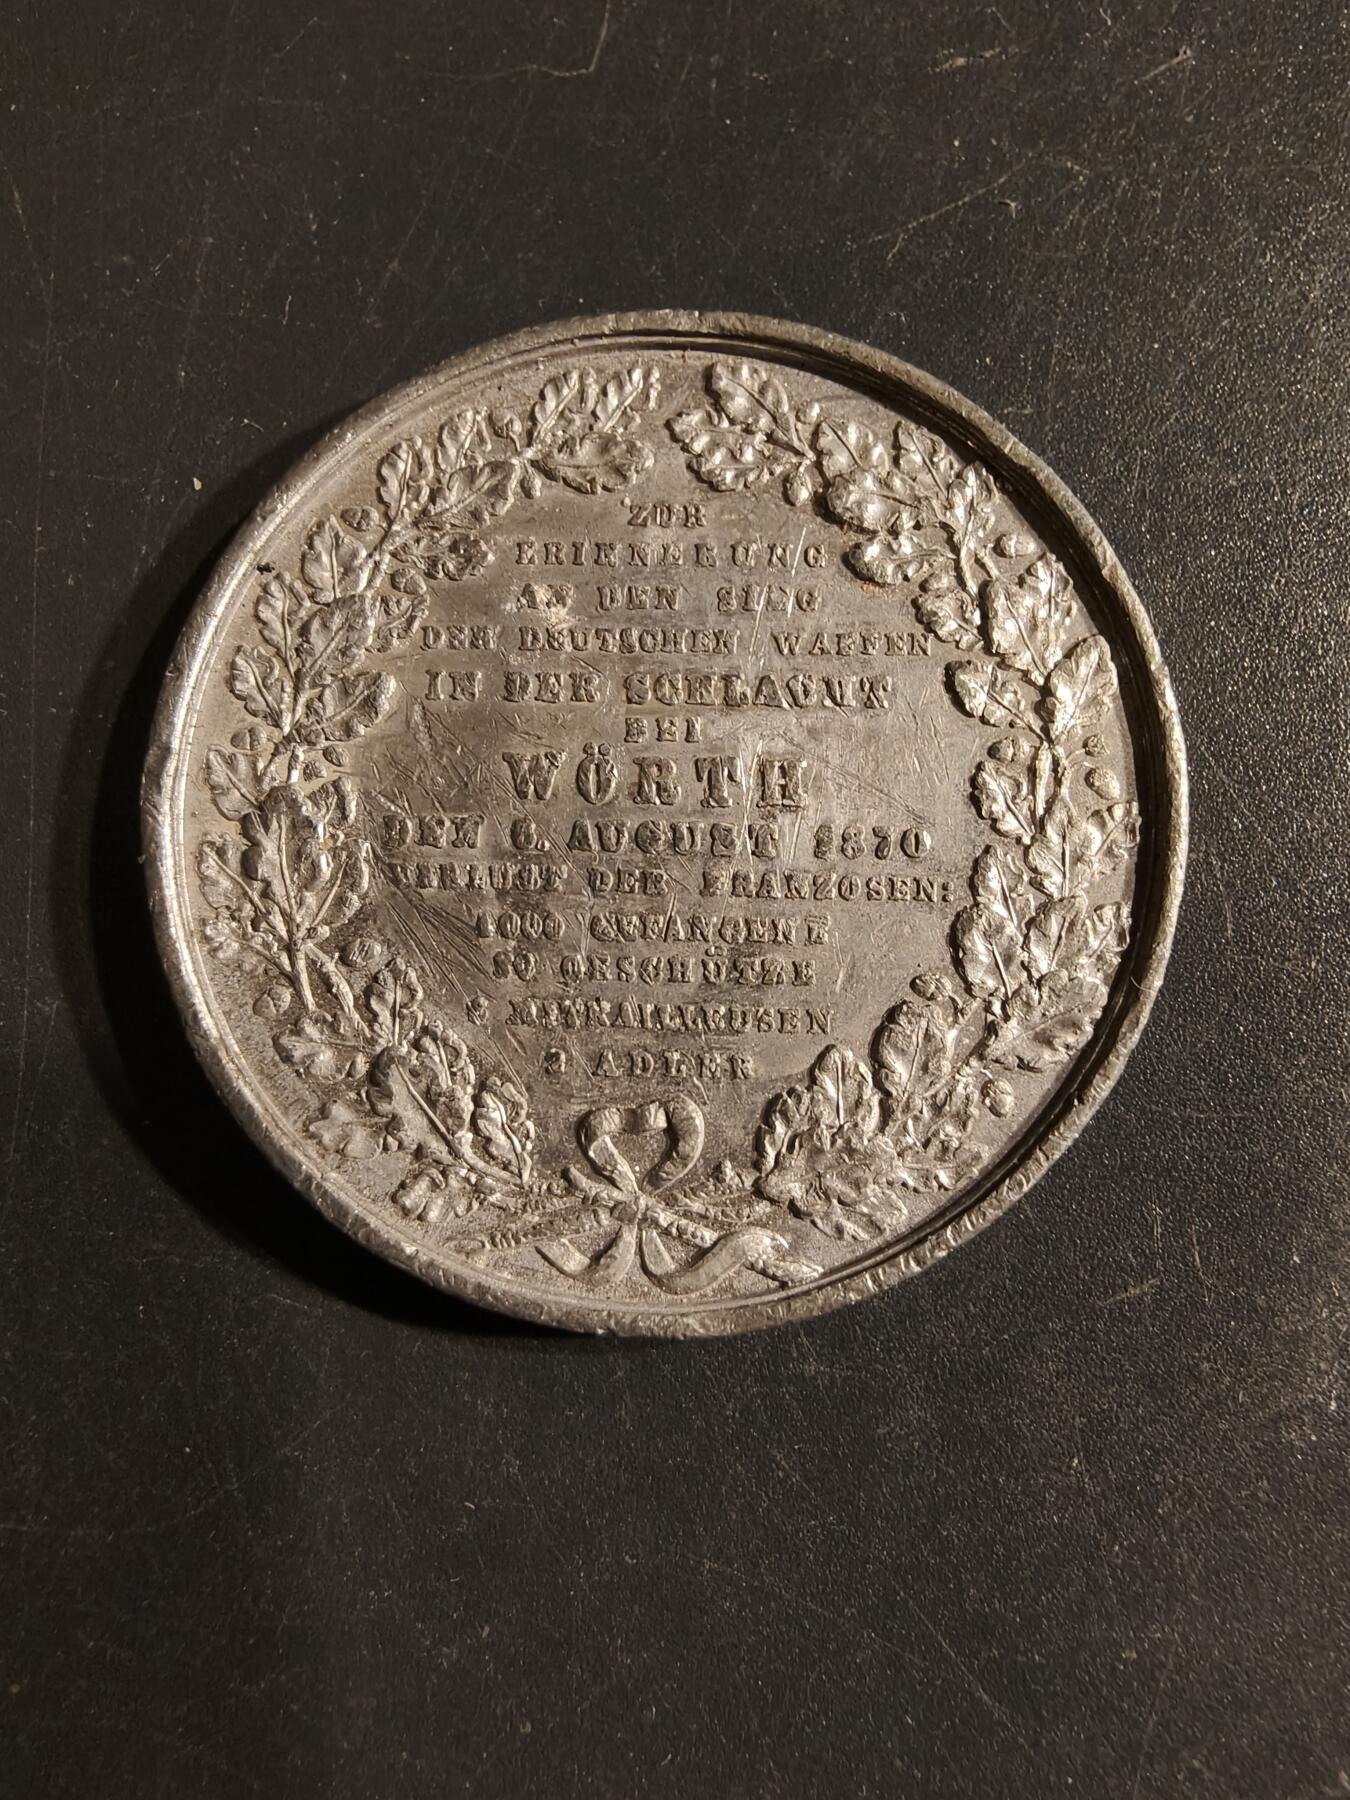 ZUR
ERINNERUNG
AN DEN SIEG
DER DEUTSCHEN WAFFEN
IN DER SCHLACHT
BEI
WÖRTH
DEN 6. AUGUST 1870
VERLUST DER FRANZOSEN:
GEFANGENE
GESCHÜTZE
MITRAILLEUSEN
2 ADLER